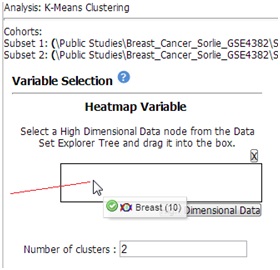 Analysis: K-Means Clustering
Cohorts:
Subset 1: (\Public Studies\Breast_Cancer_Sorlie_GSE4382\S
Subset 2: (\Public Studies\Breast_Cancer_Sorlie_GSE4382\S
Variable Selection ?
Heatmap Variable
Select a High Dimensional Data node from the Data
Set Explorer Tree and drag it into the box.
X
Breast (10)
Dimensional Data
Number of clusters : 2